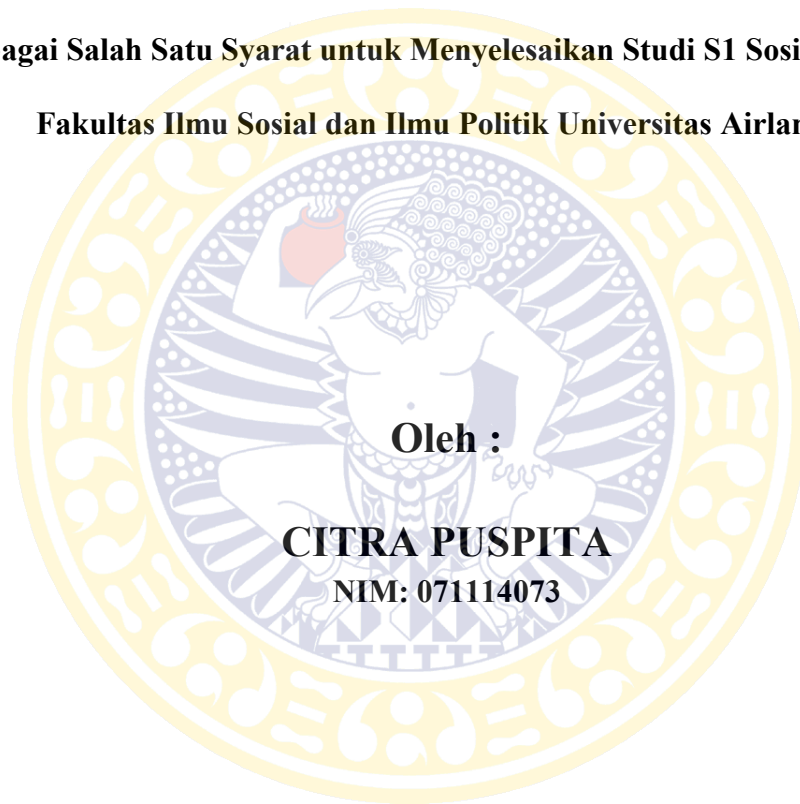 agai Salah Satu Syarat untuk Menyelesaikan Studi S1 Sosi
Fakultas Ilmu Sosial dan Ilmu Politik Universitas Airlan
Oleh :
CITRA PUSPITA
NIM: 071114073